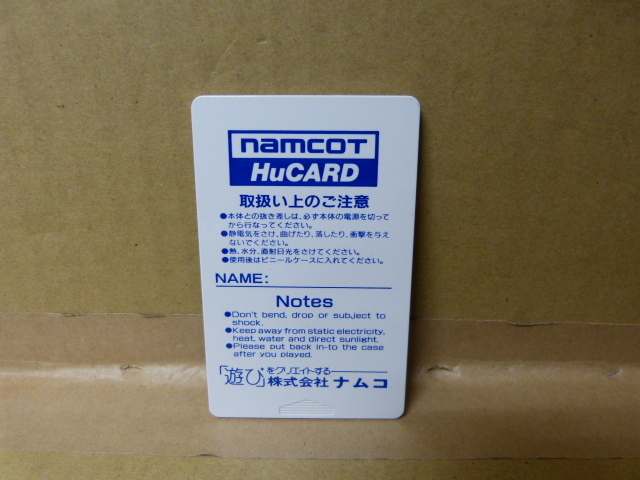 namcot
HuCARD
取扱い上のご注意
●本体との抜き差しは、必ず本体の電源を切って
から行なってください。
●静電気をさけ、曲げたり、落したり、衝撃を与え
ないでください。
●熱、水分、直射日光をさけてください。
●使用後はビニールケースに入れてください。
NAME:
Notes
●Don't bend, drop or subject to
shock.
●Keep away from static electricity,
heat, water and direct sunlight.
●Please put back in-to the case
after you played.
「遊び」をクリエイトする
株式会社 ナムコ